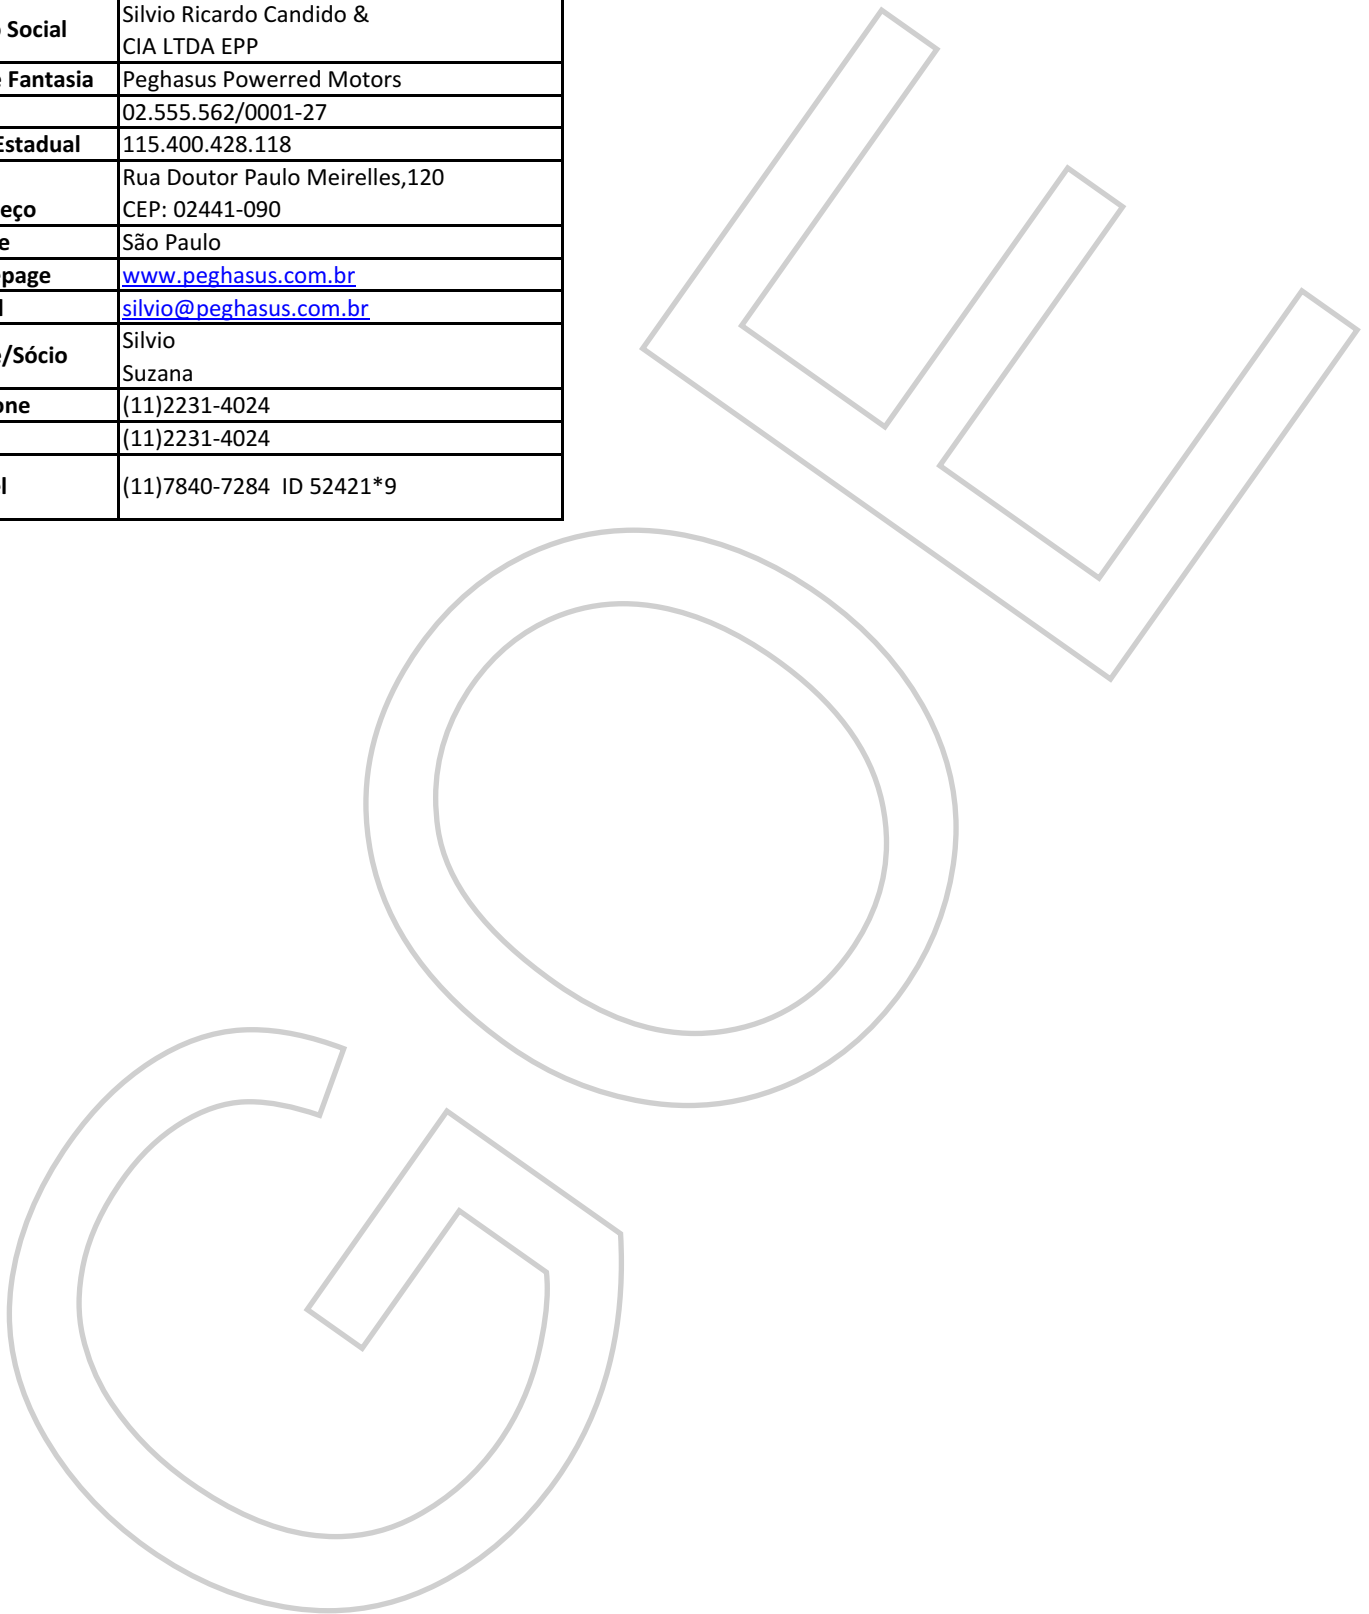 Social
Silvio Ricardo Candido &
CIA LTDA EPP
Fantasia
Peghasus Powerred Motors
02.555.562/0001-27
Estadual
115.400.428.118
Rua Doutor Paulo Meirelles,120
eço
CEP: 02441-090
e
São Paulo
page
www.peghasus.com.br
l
silvio@peghasus.com.br
e/Sócio
Silvio
Suzana
one
(11)2231-4024
(11)2231-4024
el
(11)7840-7284 ID 52421*9
GOE